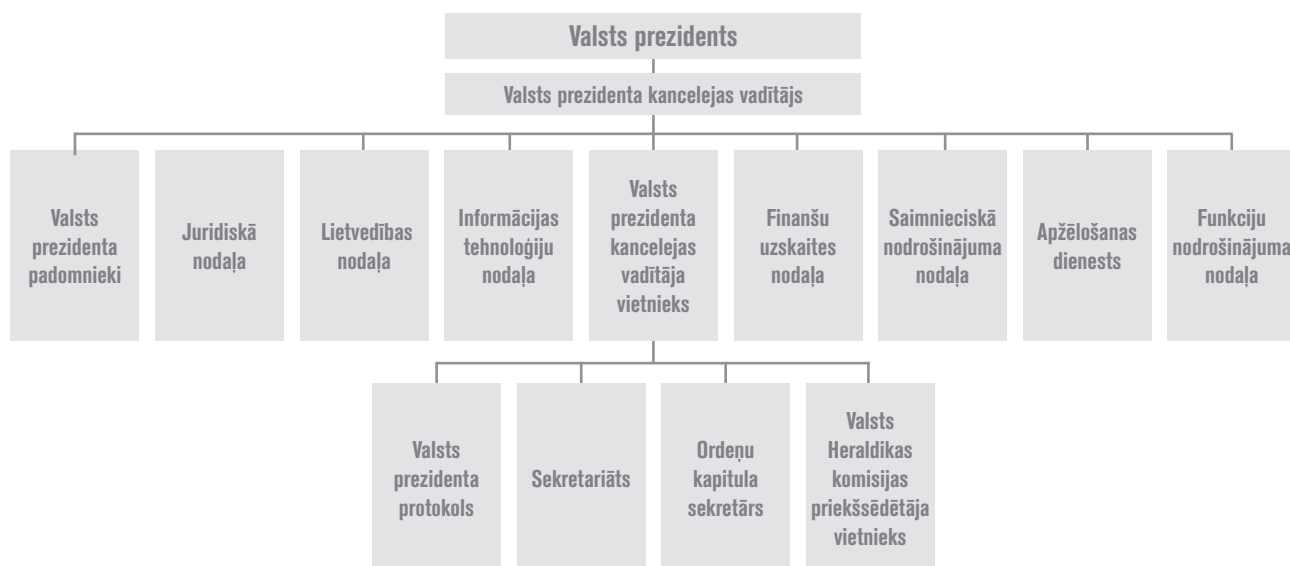 Valsts prezidents
Valsts prezidenta kancelejas vadītājs
Valsts
prezidenta
padomnieki
Juridiskā
nodaļa
Lietvedības
nodaļa
Informācijas
tehnoloģiju
nodaļa
Valsts
prezidenta
kancelejas
vadītāja
vietnieks
Finanšu
uzskaites
nodaļa
Saimnieciskā
nodrošinājuma
nodaļa
Apžēlošanas
dienests
Funkciju
nodrošinājuma
nodaļa
Valsts
prezidenta
protokols
Sekretariāts
Ordeņu
kapitula
sekretārs
Valsts
Heraldikas
komisijas
priekšsēdētāja
vietnieks